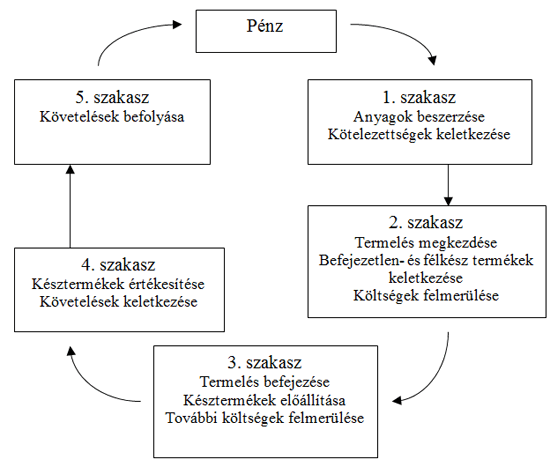 Pénz
1. szakasz
Anyagok beszerzése
Kötelezettségek keletkezése
2. szakasz
Termelés megkezdése
Befejezetlen- és félkész termékek
keletkezése
Költségek felmerülése
3. szakasz
Termelés befejezése
Késztermékek előállítása
További költségek felmerülése
4. szakasz
Késztermékek értékesítése
Követelések keletkezése
5. szakasz
Követelések befolyása